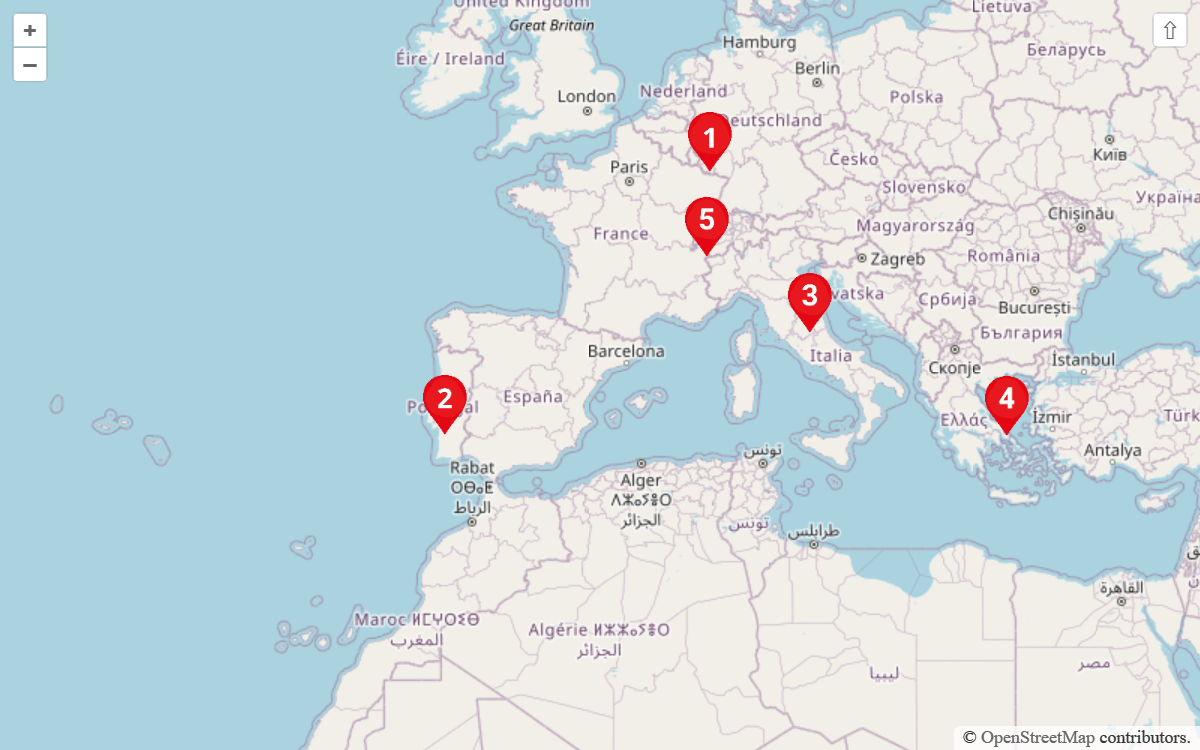 United Kingdom
Great Britain
Lietuva
+
⇧
Hamburg
Беларусь
Éire / Ireland
−
Berlin
Nederland
London
Polska
Deutschland
1
Київ
Česko
Paris
Slovensko
Україна
Chișinău
5
France
Magyarország
Zagreb
România
3
Hrvatska
Србија
București
България
Barcelona
Italia
İstanbul
Скопје
España
2
Portugal
4
Ελλάς
İzmir
Türk
Antalya
تونس
Rabat
ⵔⴱⴰⵟ
الرباط
Alger
ⴷⵣⴰⵢⴻⵔ
الجزائر
تونس
طرابلس
القاهرة
Maroc ⵍⵎⵖⵔⵉⴱ
المغرب
Algérie ⵍⵣⵣⴰⵢⴻⵔ
الجزائر
ليبيا
مصر
© OpenStreetMap contributors.